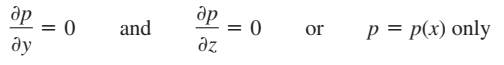 ∂p/∂y = 0 and ∂p/∂z = 0 or p = p(x) only